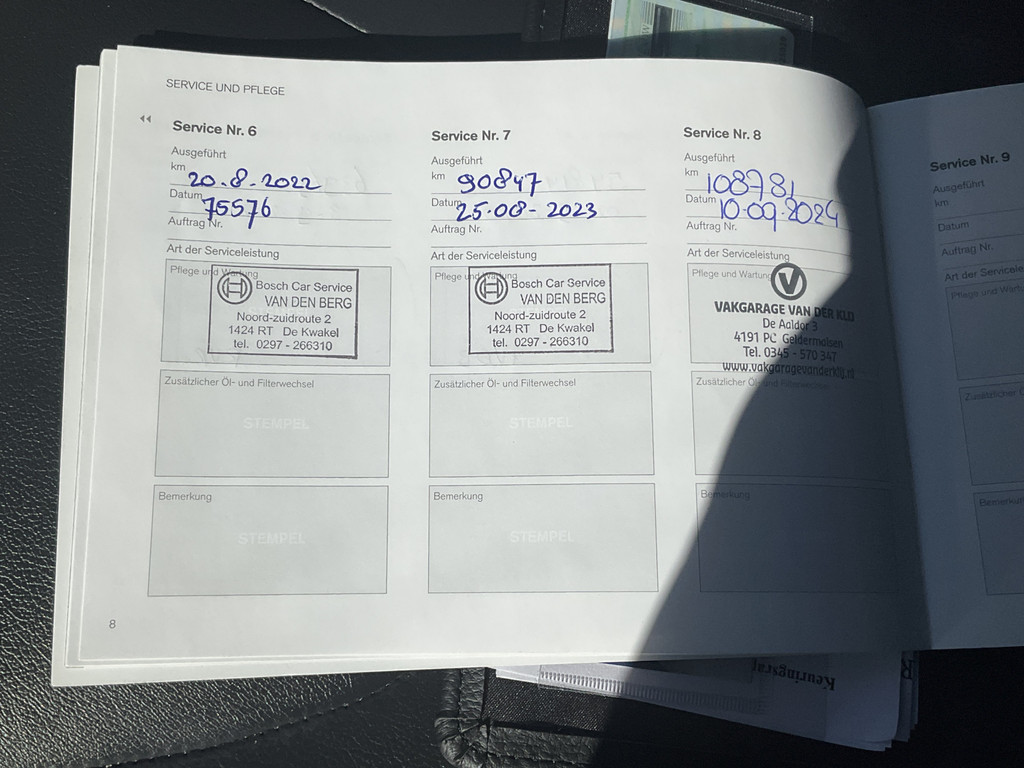 SERVICE UND PFLEGE
Service Nr. 6
Ausgeführt
km 20.8.2022
Datum 75576
Auftrag Nr.
Art der Serviceleistung
Pflege und Wartung
Bosch Car Service
VAN DEN BERG
Noord-zuidroute 2
1424 RT De Kwakel
tel. 0297 - 266310
Zusätzlicher Öl- und Filterwechsel
STEMPEL
Bemerkung
STEMPEL
8
Service Nr. 7
Ausgeführt
km 90847
Datum 25.08-2023
Auftrag Nr.
Art der Serviceleistung
Pflege und Wartung
Bosch Car Service
VAN DEN BERG
Noord-zuidroute 2
1424 RT De Kwakel
tel. 0297 - 266310
Zusätzlicher Öl- und Filterwechsel
STEMPEL
Bemerkung
STEMPEL
Service Nr. 8
Ausgeführt
km 108781
Datum 10-09-2024
Auftrag Nr.
Art der Serviceleistung
Pflege und Wartung
V
VAKGARAGE VAN DER KLIJ
De Aaldor 3
4191 PC Geldermalsen
Tel. 0345 - 570 347
www.vakgaragevanderklij.nl
Zusätzlicher Öl- und Filterwechsel
Bemerkung
Service Nr. 9
Ausgeführt
km
Datum
Auftrag Nr.
Art der Servicele
Pflege und Wartu
Zusätzlicher Ö
Bemerkung
Keuringsra